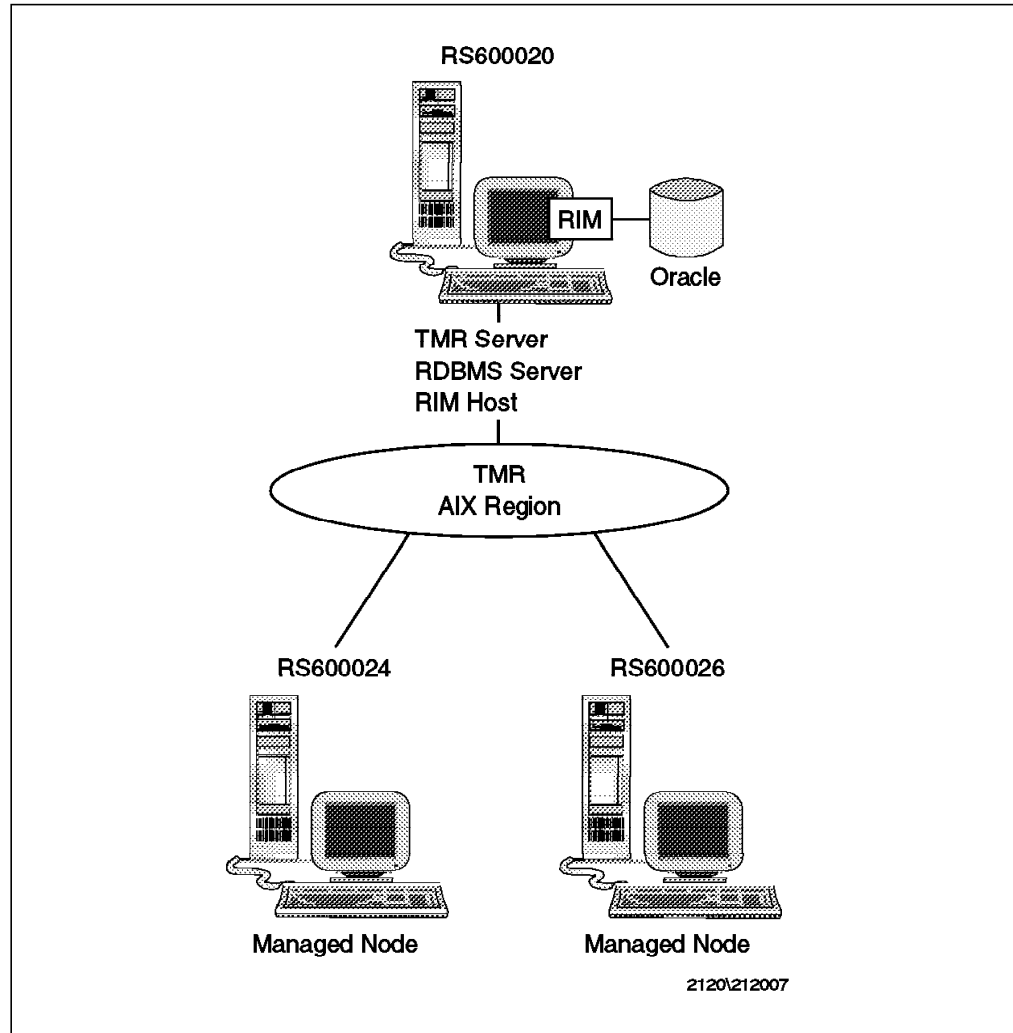 RS600020
RIM
Oracle
TMR Server
RDBMS Server
RIM Host
TMR
AIX Region
RS600024
RS600026
Managed Node
Managed Node
2120\212007